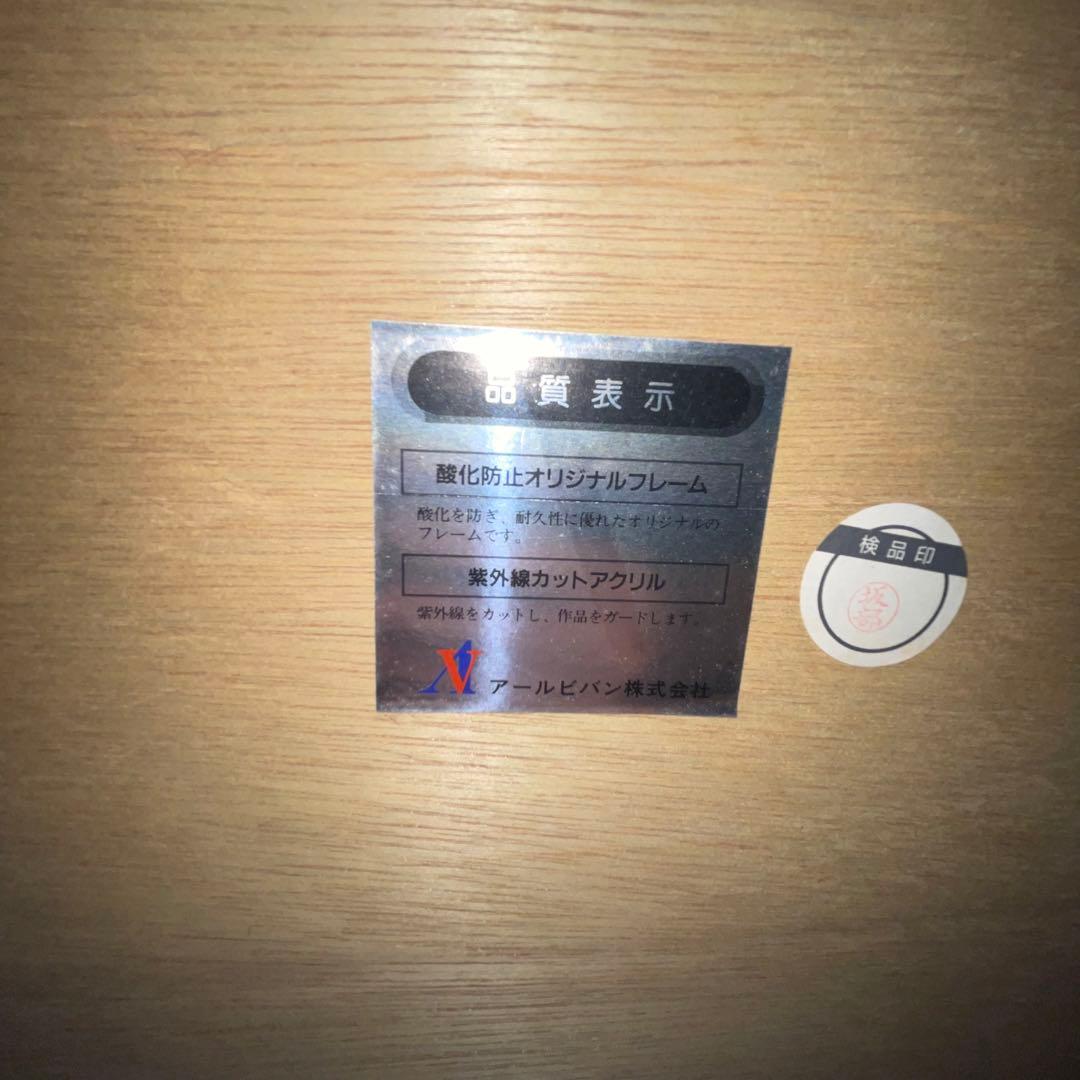 品質表示
酸化防止オリジナルフレーム
酸化を防ぎ、耐久性に優れたオリジナルの
フレームです。
紫外線カットアクリル
紫外線をカットし、作品をガードします。
アールビバン株式会社
検品印